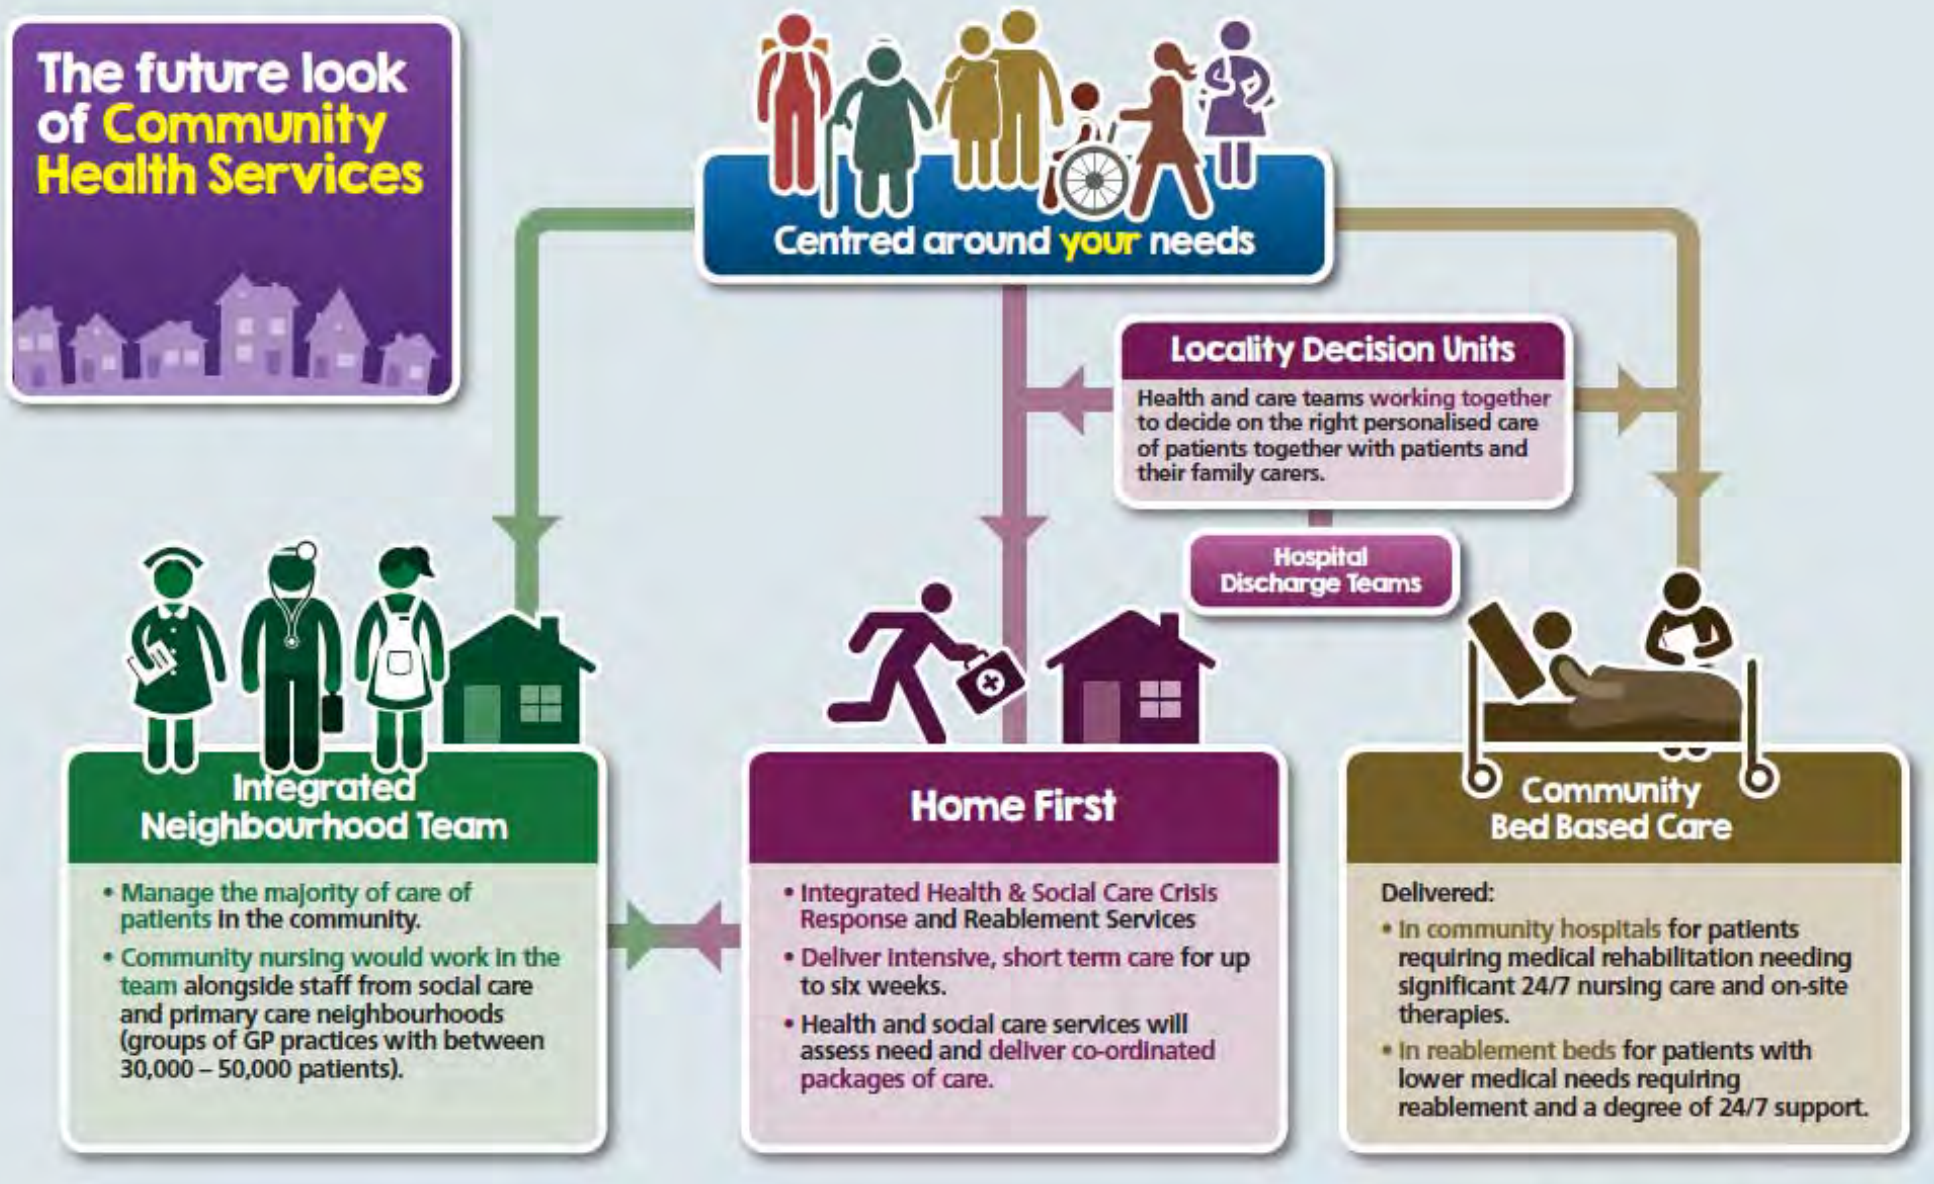 The future look
of Community
Health Services
Centred around your needs
Locality Decision Units
Health and care teams working together
to decide on the right personalised care
of patients together with patients and
their family carers.
Hospital
Discharge Teams
Integrated
Neighbourhood Team
• Manage the majority of care of
patients in the community.
• Community nursing would work in the
team alongside staff from social care
and primary care neighbourhoods
(groups of GP practices with between
30,000 – 50,000 patients).
Home First
• Integrated Health & Social Care Crisis
Response and Reablement Services
• Deliver intensive, short term care for up
to six weeks.
• Health and social care services will
assess need and deliver co-ordinated
packages of care.
Community
Bed Based Care
Delivered:
• In community hospitals for patients
requiring medical rehabilitation needing
significant 24/7 nursing care and on-site
therapies.
• In reablement beds for patients with
lower medical needs requiring
reablement and a degree of 24/7 support.